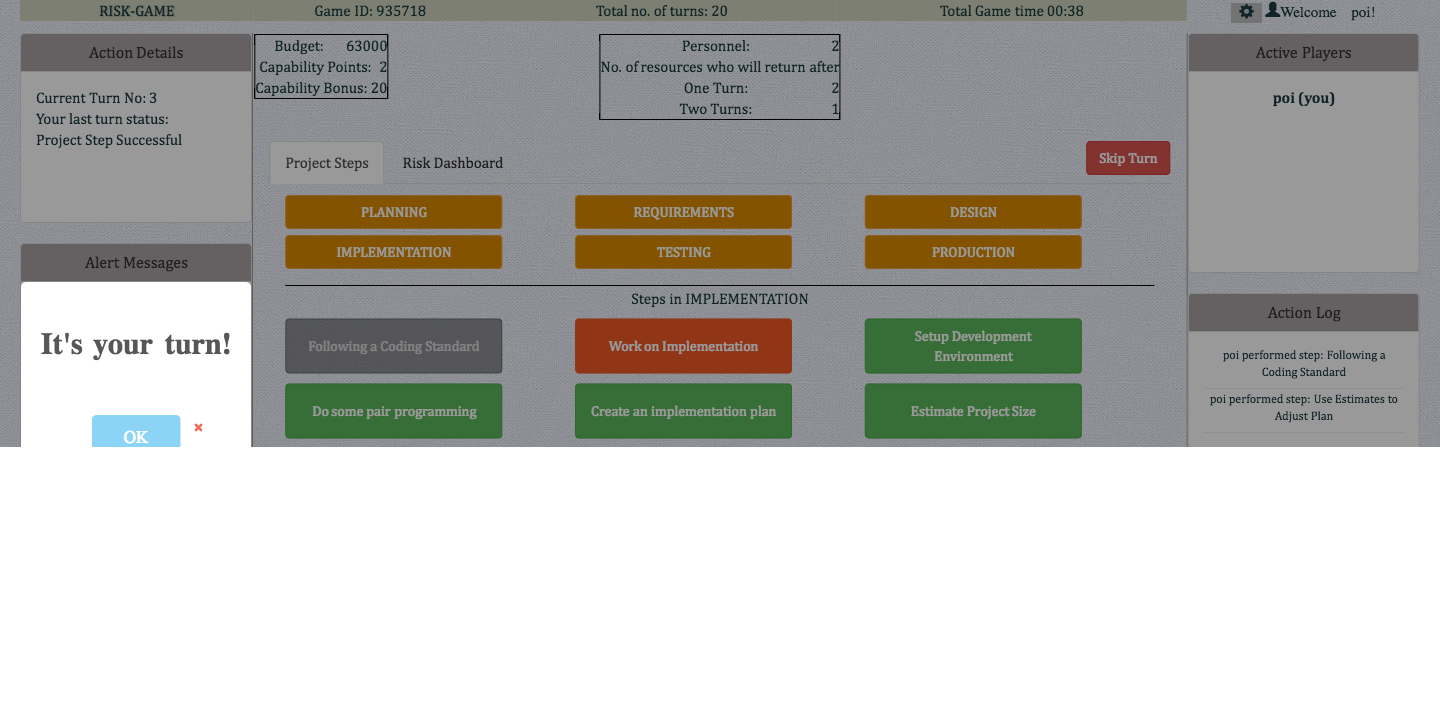 RISK-GAME Game ID: 935718 Total no. of turns: 20 Total Game time 00:38 Welcome poi!
Action Details
Current Turn No: 3
Your last turn status:
Project Step Successful
Alert Messages
It's your turn!
OK
Budget: 63000
Capability Points: 2
Capability Bonus: 20
Personnel: 2
No. of resources who will return after
One Turn: 2
Two Turns: 1
Project Steps Risk Dashboard Skip Turn
PLANNING REQUIREMENTS DESIGN
IMPLEMENTATION TESTING PRODUCTION
Steps in IMPLEMENTATION
Following a Coding Standard Work on Implementation Setup Development
Environment
Do some pair programming Create an implementation plan Estimate Project Size
Active Players
poi (you)
Action Log
poi performed step: Following a
Coding Standard
poi performed step: Use Estimates to
Adjust Plan